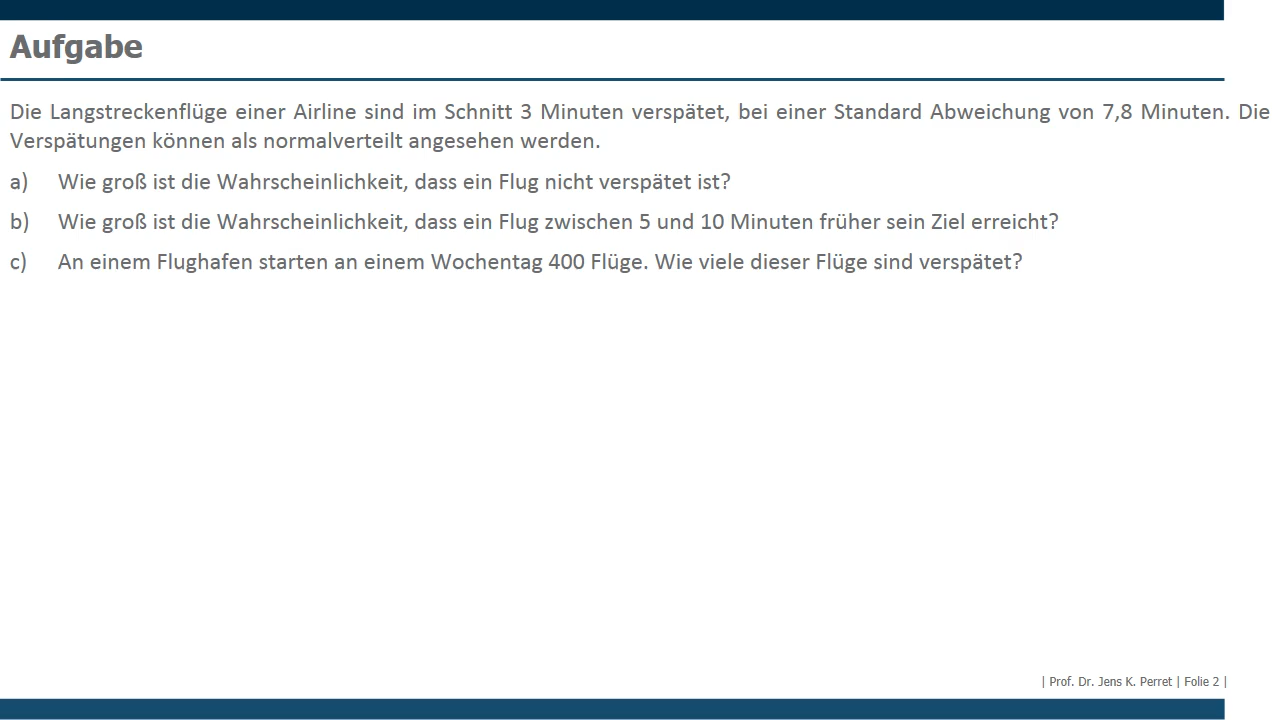 Aufgabe
Die Langstreckenflüge einer Airline sind im Schnitt 3 Minuten verspätet, bei einer Standard Abweichung von 7,8 Minuten. Die
Verspätungen können als normalverteilt angesehen werden.
a) Wie groß ist die Wahrscheinlichkeit, dass ein Flug nicht verspätet ist?
b) Wie groß ist die Wahrscheinlichkeit, dass ein Flug zwischen 5 und 10 Minuten früher sein Ziel erreicht?
c) An einem Flughafen starten an einem Wochentag 400 Flüge. Wie viele dieser Flüge sind verspätet?
| Prof. Dr. Jens K. Perret | Folie 2 |